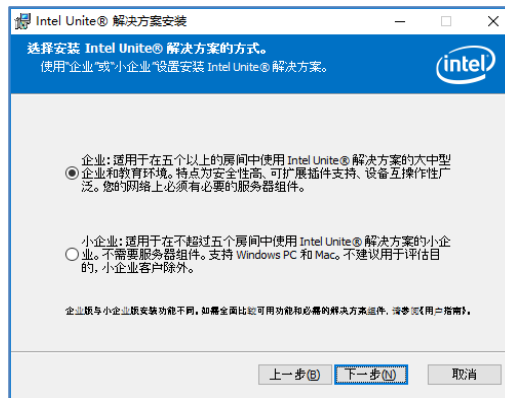 Intel Unite® 解决方案安装
选择安装 Intel Unite® 解决方案的方式。
使用“企业”或“小企业”设置安装 Intel Unite® 解决方案。
intel
企业: 适用于在五个以上的房间中使用 Intel Unite® 解决方案的大中型
企业和教育环境。特点为安全性高、可扩展插件支持、设备互操作性广
泛。您的网络上必须有必要的服务器组件。
小企业: 适用于在不超过五个房间中使用 Intel Unite® 解决方案的小企
业。不需要服务器组件。支持 Windows PC 和 Mac。不建议用于评估目
的, 小企业客户除外。
企业版与小企业版安装功能不同。如需全面比较可用功能和必需的解决方案组件, 请参阅《用户指南》。
上一步(B)
下一步(N)
取消